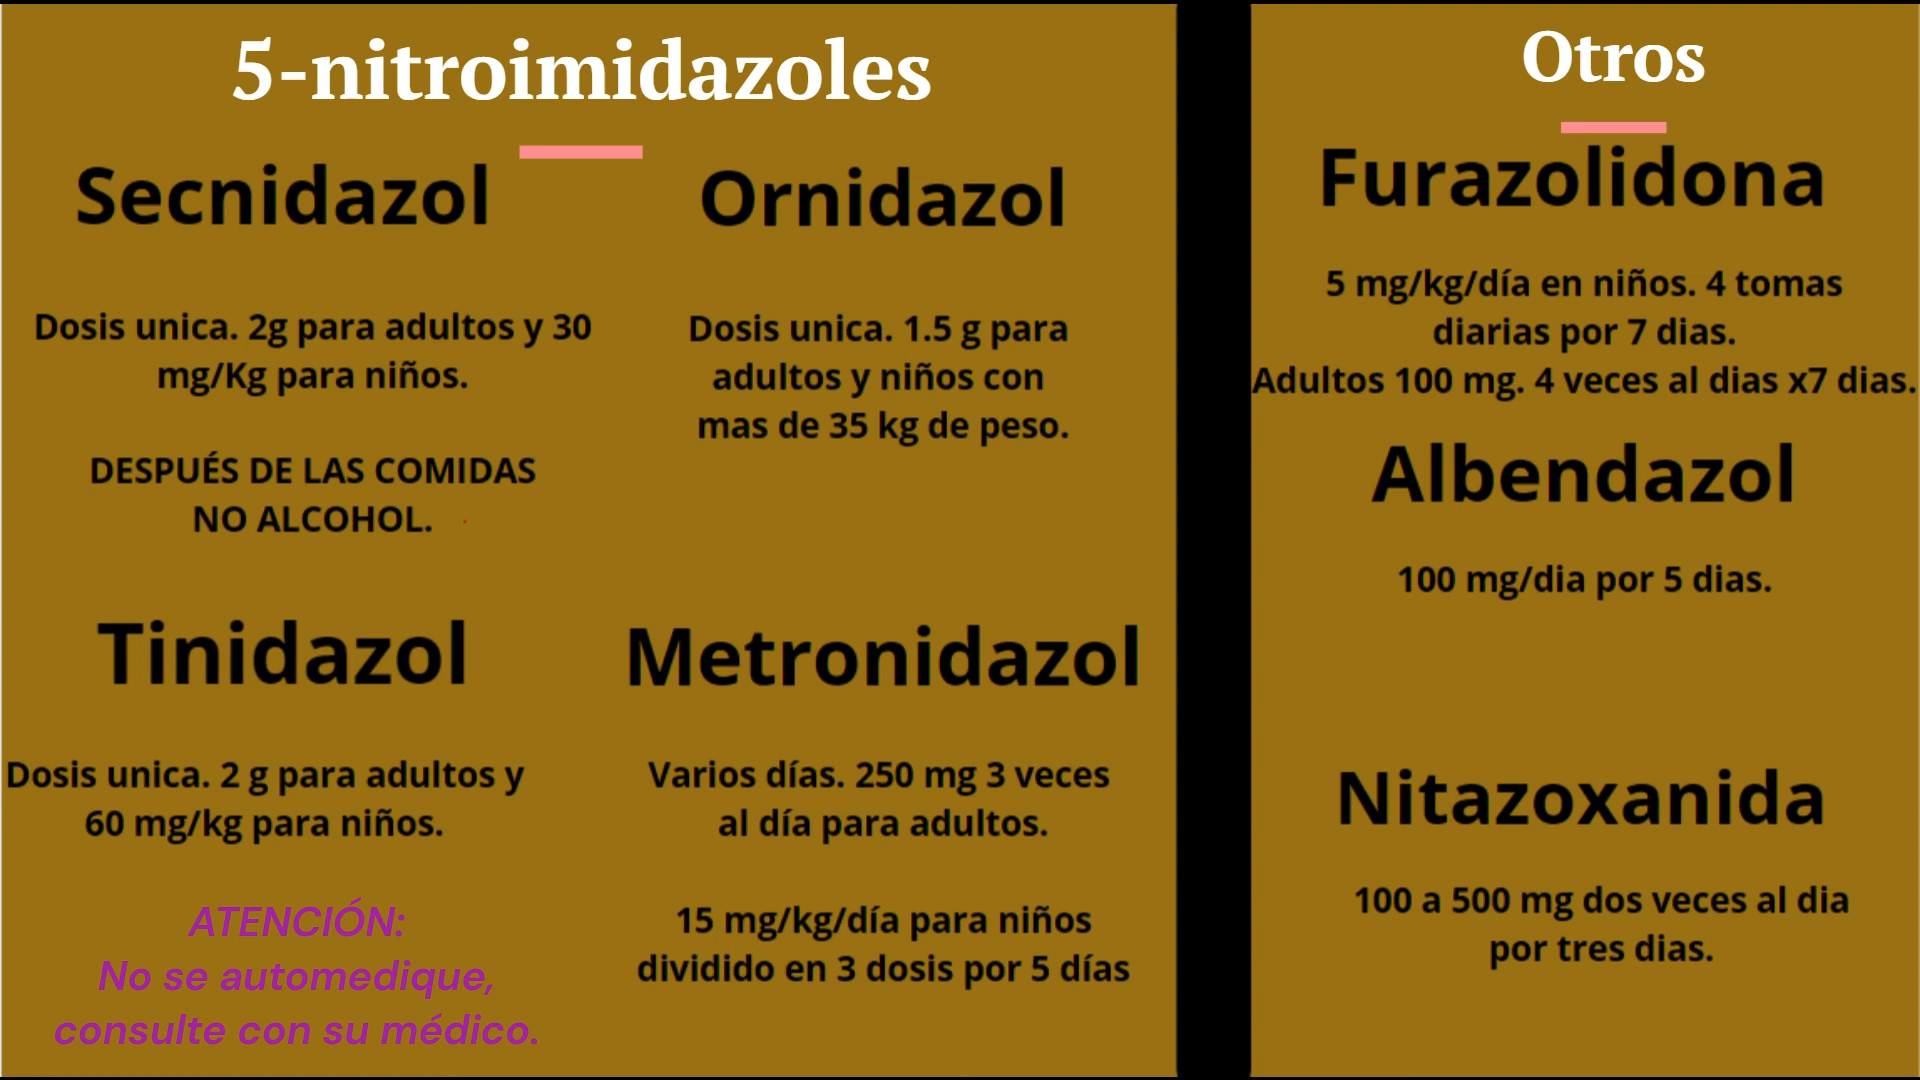 5-nitroimidazoles
Secnidazol
Dosis unica. 2g para adultos y 30
mg/Kg para niños.
DESPUÉS DE LAS COMIDAS
NO ALCOHOL.
Ornidazol
Dosis unica. 1.5 g para
adultos y niños con
mas de 35 kg de peso.
Tinidazol
Dosis unica. 2 g para adultos y
60 mg/kg para niños.
Metronidazol
Varios días. 250 mg 3 veces
al día para adultos.
15 mg/kg/día para niños
dividido en 3 dosis por 5 días
ATENCIÓN:
No se automedique,
consulte con su médico.
Otros
Furazolidona
5 mg/kg/día en niños. 4 tomas
diarias por 7 dias.
Adultos 100 mg. 4 veces al dias x7 dias.
Albendazol
100 mg/dia por 5 dias.
Nitazoxanida
100 a 500 mg dos veces al dia
por tres dias.